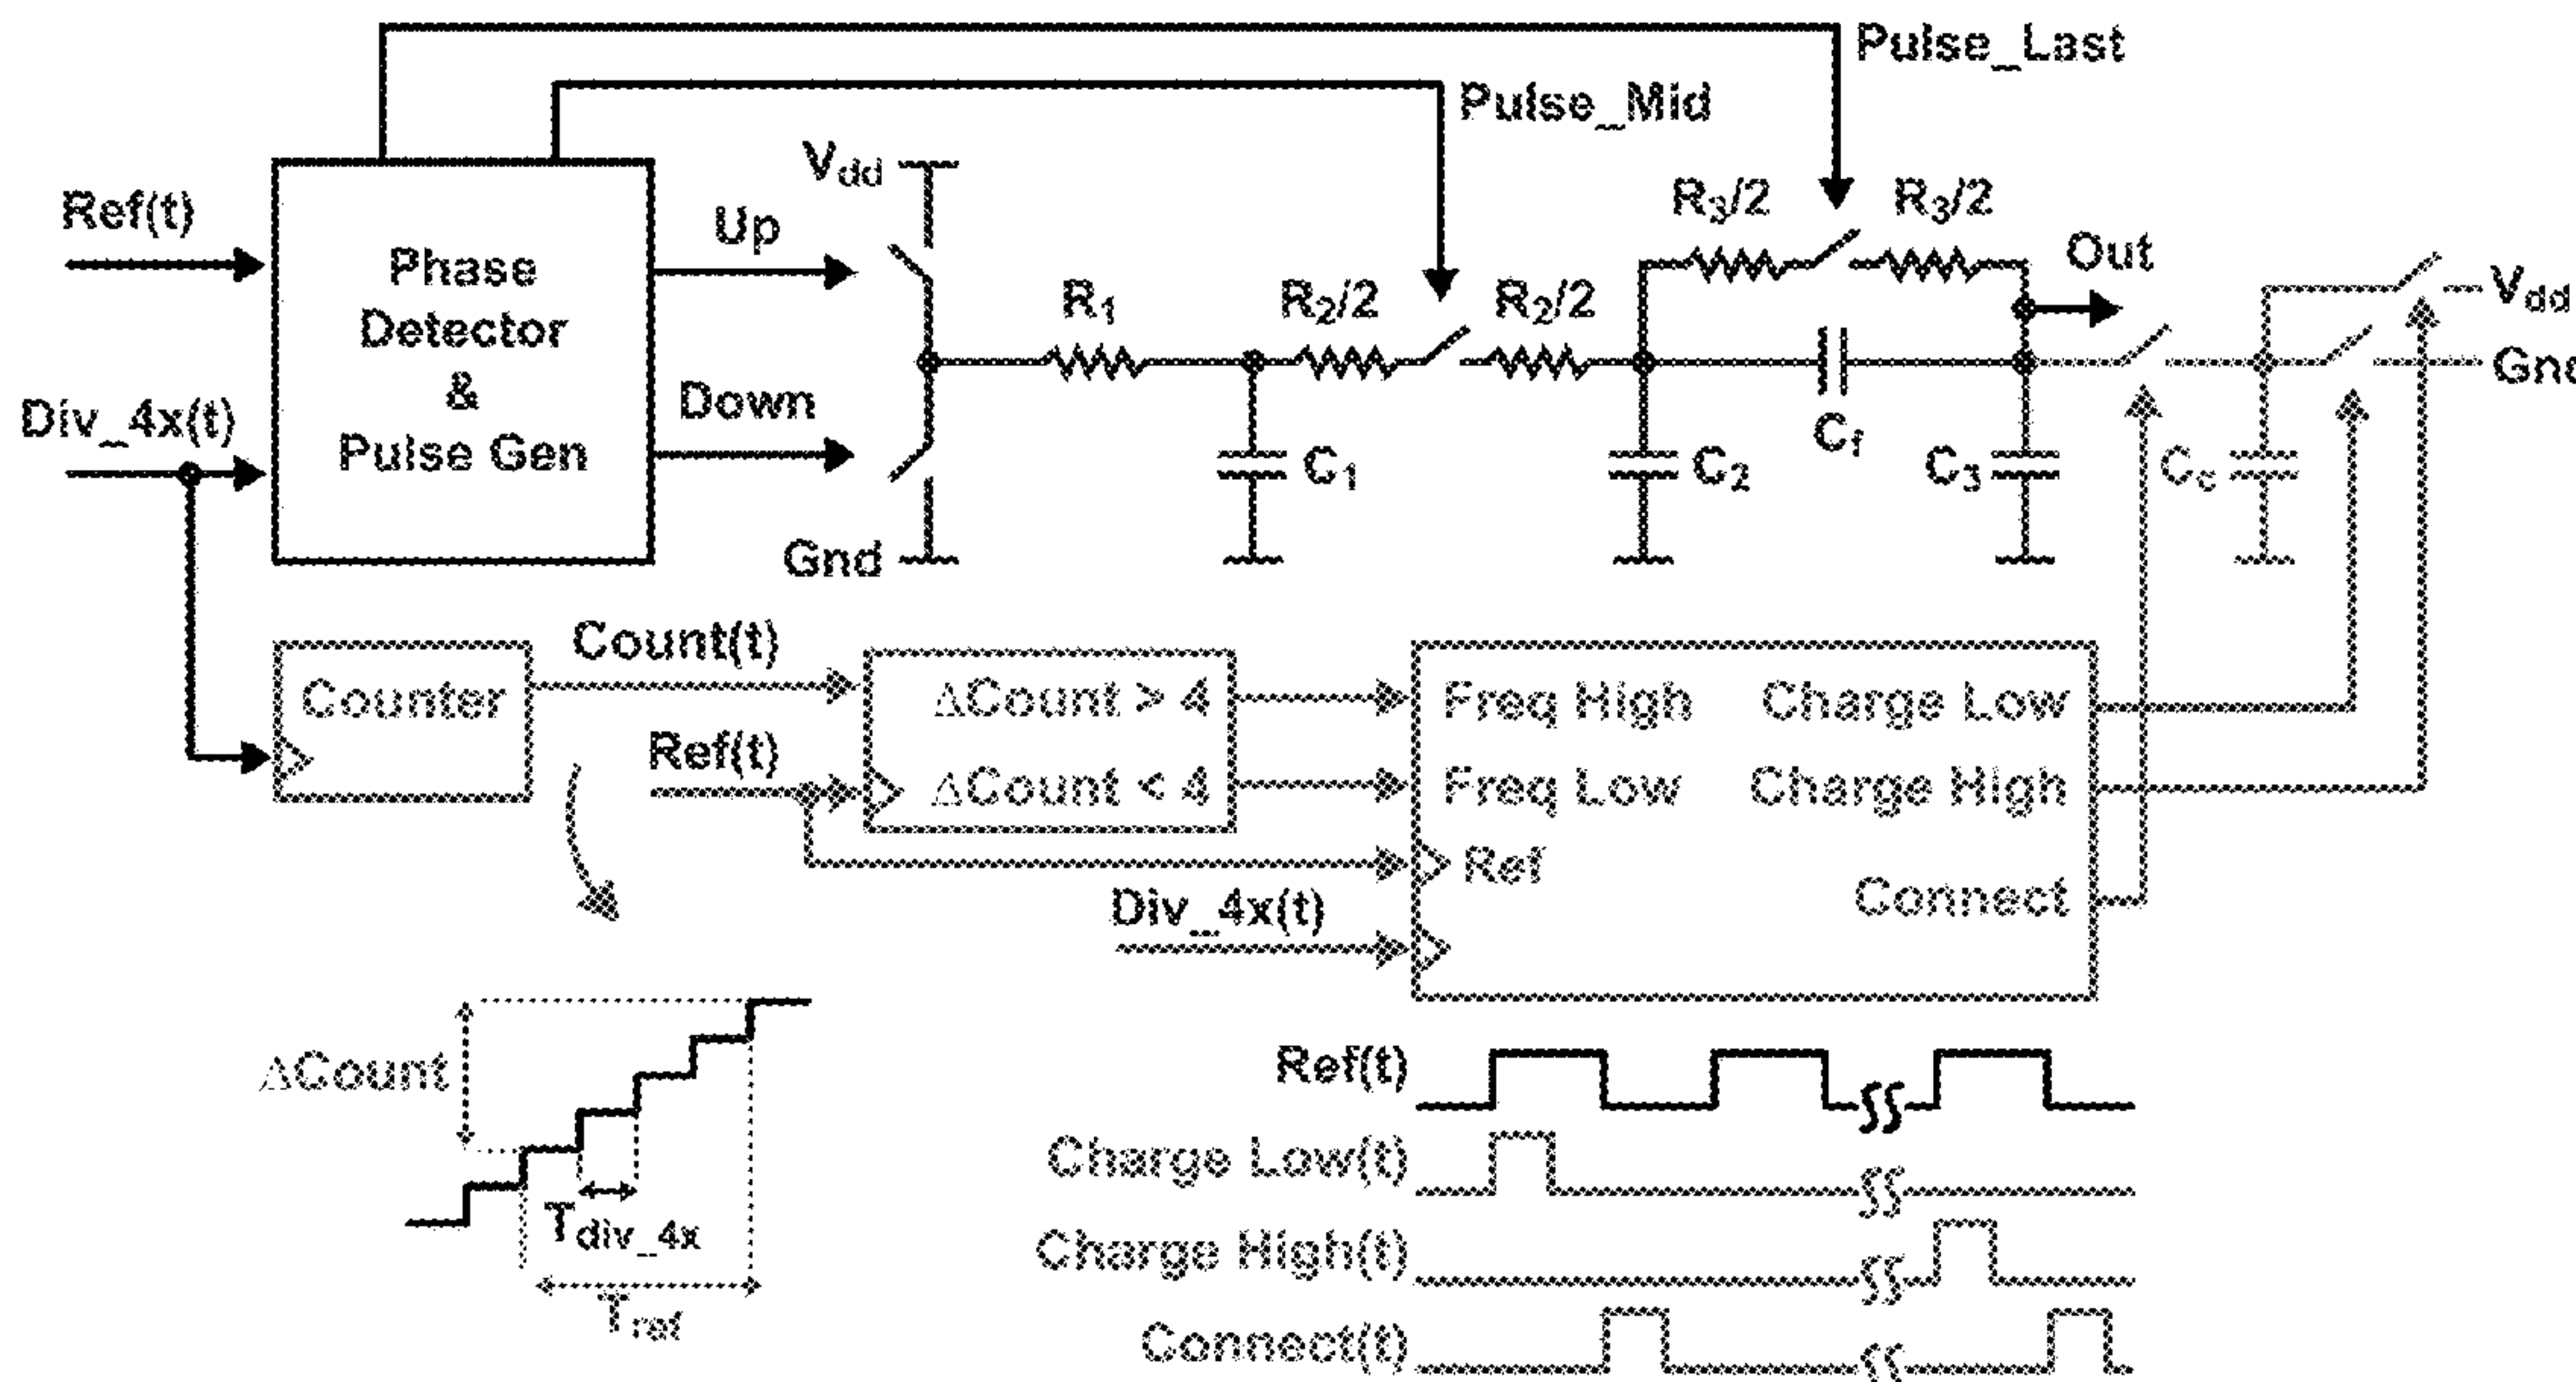 Pulse_Last
Pulse_Mid
Vdd
Ref(t)
Up
R3/2
R3/2
Out
Phase
Detector
&
Pulse Gen
R1
R2/2
R2/2
Vdd
Gnd
Div_4x(t)
Down
Cf
C1
C2
C3
Cc
Gnd
Count(t)
Counter
ΔCount > 4
Freq High
Charge Low
Ref(t)
ΔCount < 4
Freq Low
Charge High
Ref
Div_4x(t)
Connect
ΔCount
Tdiv_4x
Tref
Ref(t)
Charge Low(t)
Charge High(t)
Connect(t)